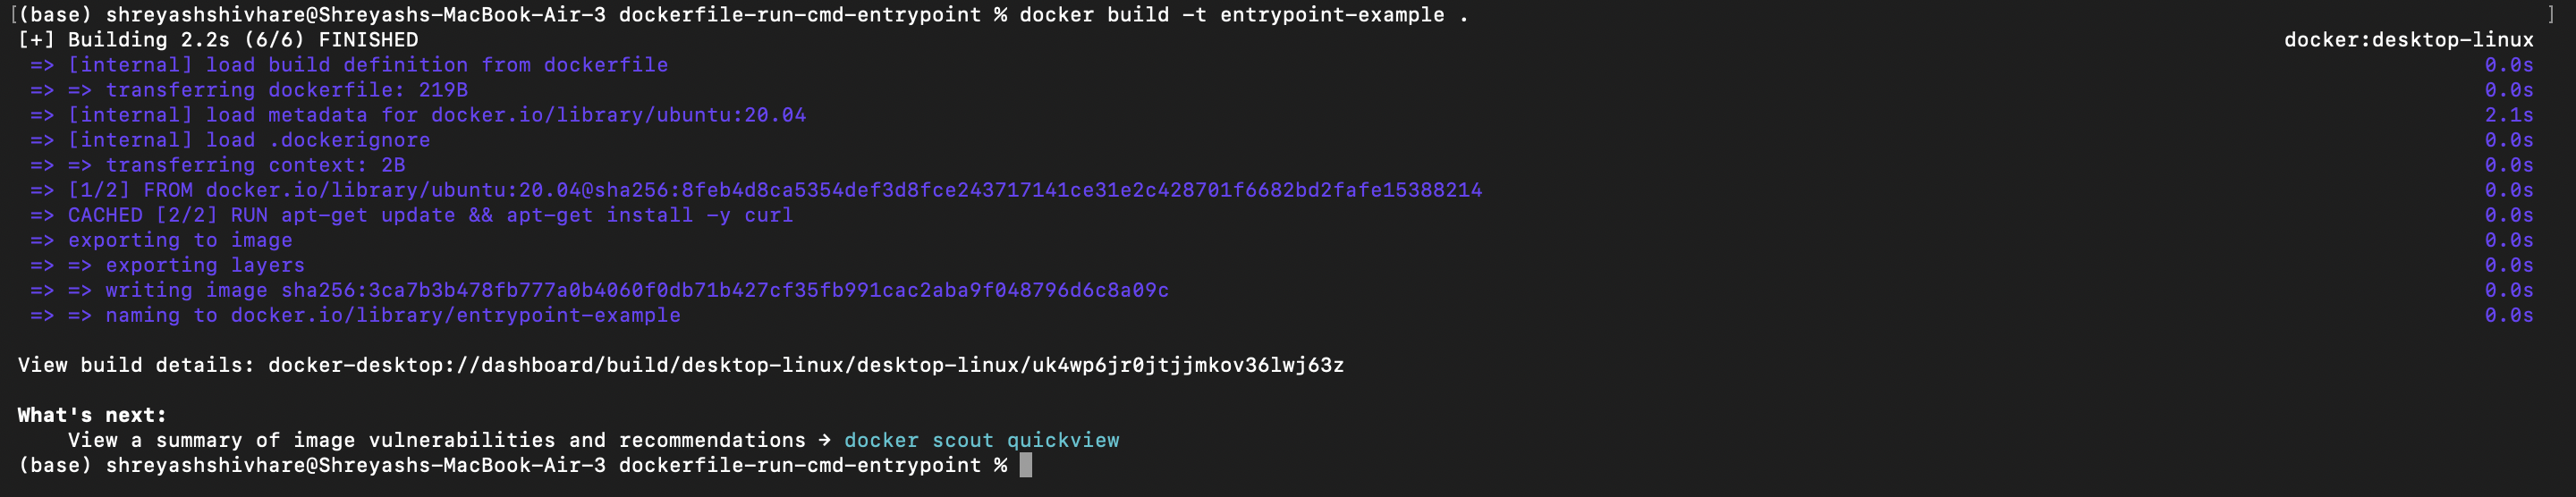 [(base) shreyashshivhare@Shreyashs-MacBook-Air-3 dockerfile-run-cmd-entrypoint % docker build -t entrypoint-example . ]
[+] Building 2.2s (6/6) FINISHED docker:desktop-linux
=> [internal] load build definition from dockerfile 0.0s
=> => transferring dockerfile: 219B 0.0s
=> [internal] load metadata for docker.io/library/ubuntu:20.04 2.1s
=> [internal] load .dockerignore 0.0s
=> => transferring context: 2B 0.0s
=> [1/2] FROM docker.io/library/ubuntu:20.04@sha256:8feb4d8ca5354def3d8fce243717141ce31e2c428701f6682bd2fafe15388214 0.0s
=> CACHED [2/2] RUN apt-get update && apt-get install -y curl 0.0s
=> exporting to image 0.0s
=> => exporting layers 0.0s
=> => writing image sha256:3ca7b3b478fb777a0b4060f0db71b427cf35fb991cac2aba9f048796d6c8a09c 0.0s
=> => naming to docker.io/library/entrypoint-example 0.0s
View build details: docker-desktop://dashboard/build/desktop-linux/desktop-linux/uk4wp6jr0jtjjmkov36lwj63z
What's next:
View a summary of image vulnerabilities and recommendations → docker scout quickview
(base) shreyashshivhare@Shreyashs-MacBook-Air-3 dockerfile-run-cmd-entrypoint %